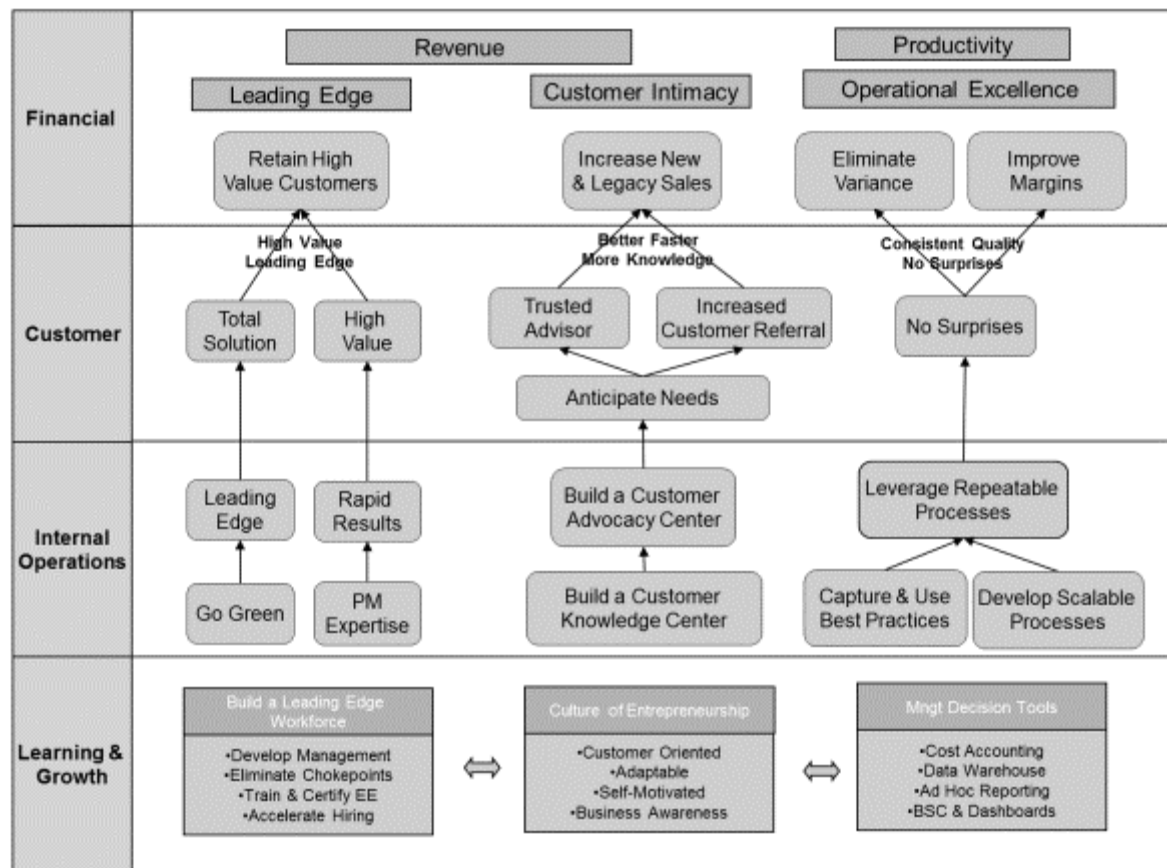 Revenue
Productivity
Leading Edge
Customer Intimacy
Operational Excellence
Financial
Retain High
Value Customers
Increase New
& Legacy Sales
Eliminate
Variance
Improve
Margins
High Value
Leading Edge
Better Faster
More Knowledge
Consistent Quality
No Surprises
Customer
Total
Solution
High
Value
Trusted
Advisor
Increased
Customer Referral
No Surprises
Anticipate Needs
Internal
Operations
Leading
Edge
Rapid
Results
Build a Customer
Advocacy Center
Leverage Repeatable
Processes
Go Green
PM
Expertise
Build a Customer
Knowledge Center
Capture & Use
Best Practices
Develop Scalable
Processes
Learning &
Growth
Build a Leading Edge
Workforce
•Develop Management
•Eliminate Chokepoints
•Train & Certify EE
•Accelerate Hiring
Culture of Entrepreneurship
•Customer Oriented
•Adaptable
•Self-Motivated
•Business Awareness
Mngt Decision Tools
•Cost Accounting
•Data Warehouse
•Ad Hoc Reporting
•BSC & Dashboards